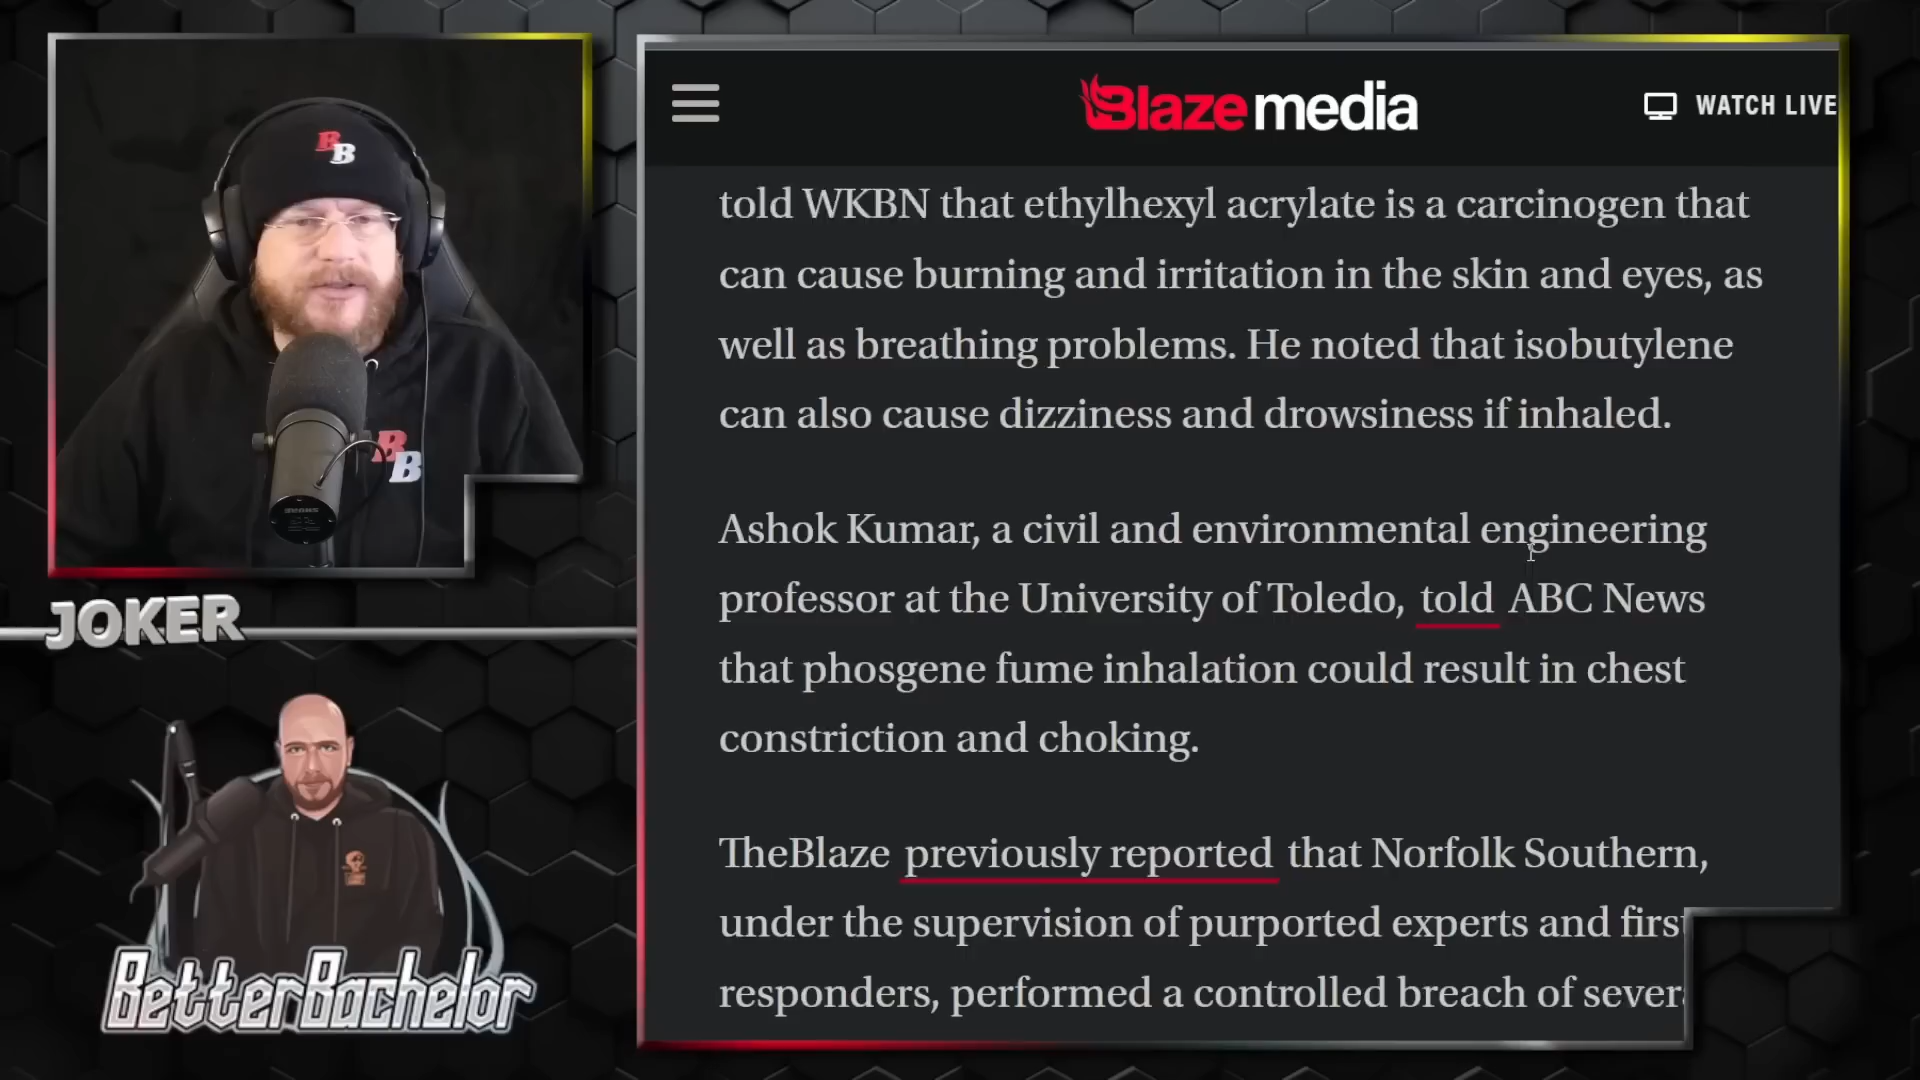 BB
BB
JOKER
BetterBachelor
Blaze media
WATCH LIVE
told WKBN that ethylhexyl acrylate is a carcinogen that
can cause burning and irritation in the skin and eyes, as
well as breathing problems. He noted that isobutylene
can also cause dizziness and drowsiness if inhaled.
Ashok Kumar, a civil and environmental engineering
professor at the University of Toledo, told ABC News
that phosgene fume inhalation could result in chest
constriction and choking.
TheBlaze previously reported that Norfolk Southern,
under the supervision of purported experts and first
responders, performed a controlled breach of sever